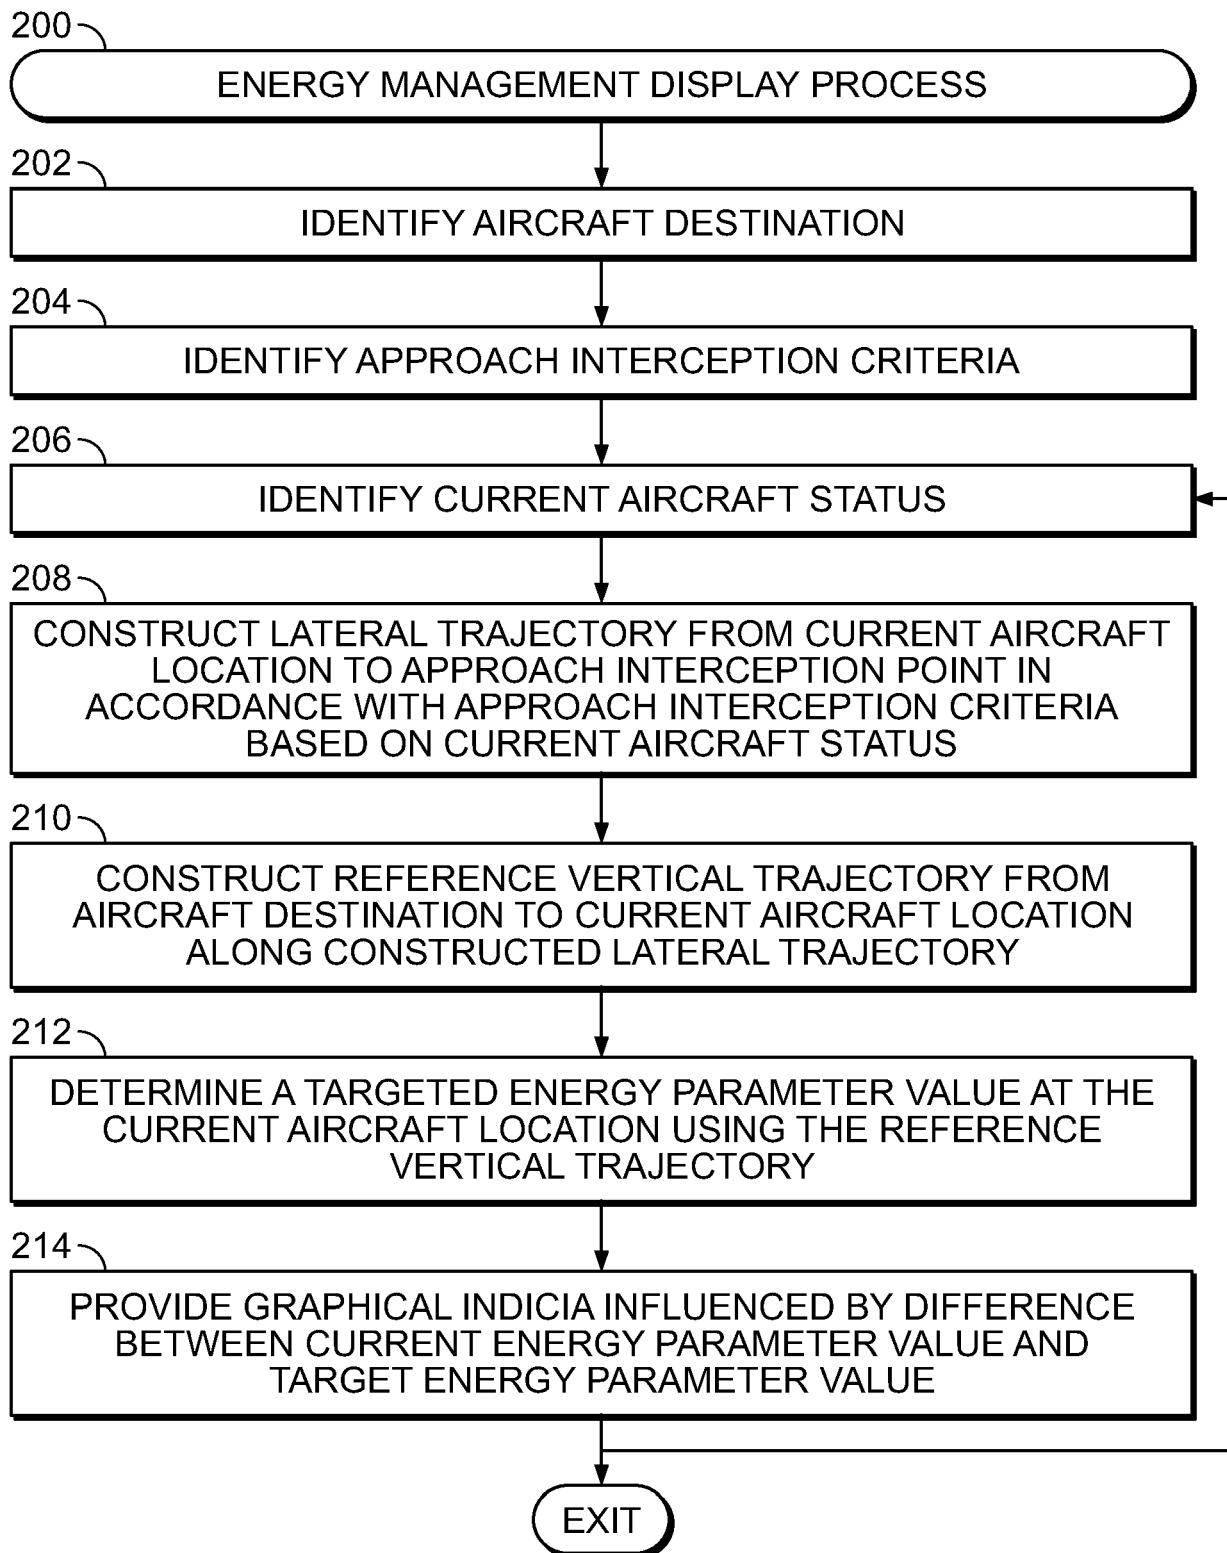 200
ENERGY MANAGEMENT DISPLAY PROCESS
202
IDENTIFY AIRCRAFT DESTINATION
204
IDENTIFY APPROACH INTERCEPTION CRITERIA
206
IDENTIFY CURRENT AIRCRAFT STATUS
208
CONSTRUCT LATERAL TRAJECTORY FROM CURRENT AIRCRAFT
LOCATION TO APPROACH INTERCEPTION POINT IN
ACCORDANCE WITH APPROACH INTERCEPTION CRITERIA
BASED ON CURRENT AIRCRAFT STATUS
210
CONSTRUCT REFERENCE VERTICAL TRAJECTORY FROM
AIRCRAFT DESTINATION TO CURRENT AIRCRAFT LOCATION
ALONG CONSTRUCTED LATERAL TRAJECTORY
212
DETERMINE A TARGETED ENERGY PARAMETER VALUE AT THE
CURRENT AIRCRAFT LOCATION USING THE REFERENCE
VERTICAL TRAJECTORY
214
PROVIDE GRAPHICAL INDICIA INFLUENCED BY DIFFERENCE
BETWEEN CURRENT ENERGY PARAMETER VALUE AND
TARGET ENERGY PARAMETER VALUE
EXIT